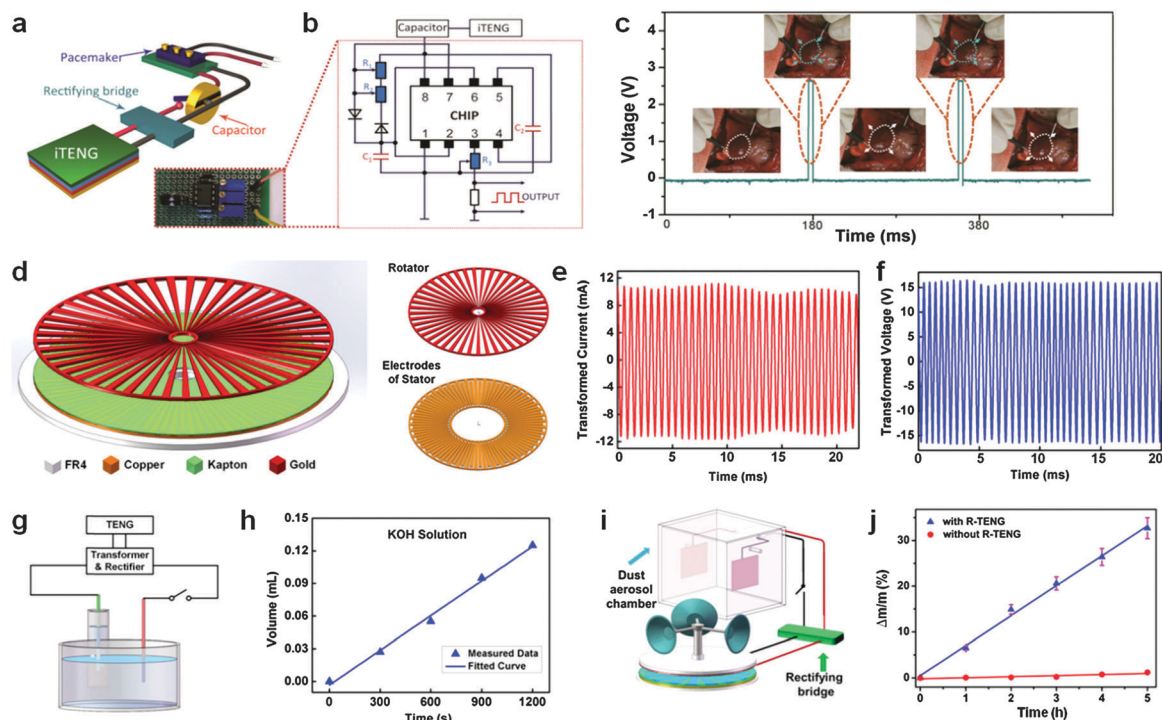 a
Pacemaker
Rectifying bridge
Capacitor
iTENG
b
Capacitor
iTENG
R1
R2
8 7 6 5
CHIP
1 2 3 4
C1
C2
R3
OUTPUT
c
Voltage (V)
4
3
2
1
0
-1
0 180 380
Time (ms)
d
Rotator
Electrodes
of Stator
FR4 Copper Kapton Gold
e
Transformed Current (mA)
12
8
4
0
-4
-8
-12
0 5 10 15 20
Time (ms)
f
Transformed Voltage (V)
15
10
5
0
-5
-10
-15
0 5 10 15 20
Time (ms)
g
TENG
Transformer
& Rectifier
h
KOH Solution
Volume (mL)
0.15
0.12
0.09
0.06
0.03
0.00
Measured Data
Fitted Curve
0 300 600 900 1200
Time (s)
i
Dust
aerosol
chamber
Rectifying
bridge
j
with R-TENG
without R-TENG
Δm/m (%)
30
20
10
0
0 1 2 3 4 5
Time (h)